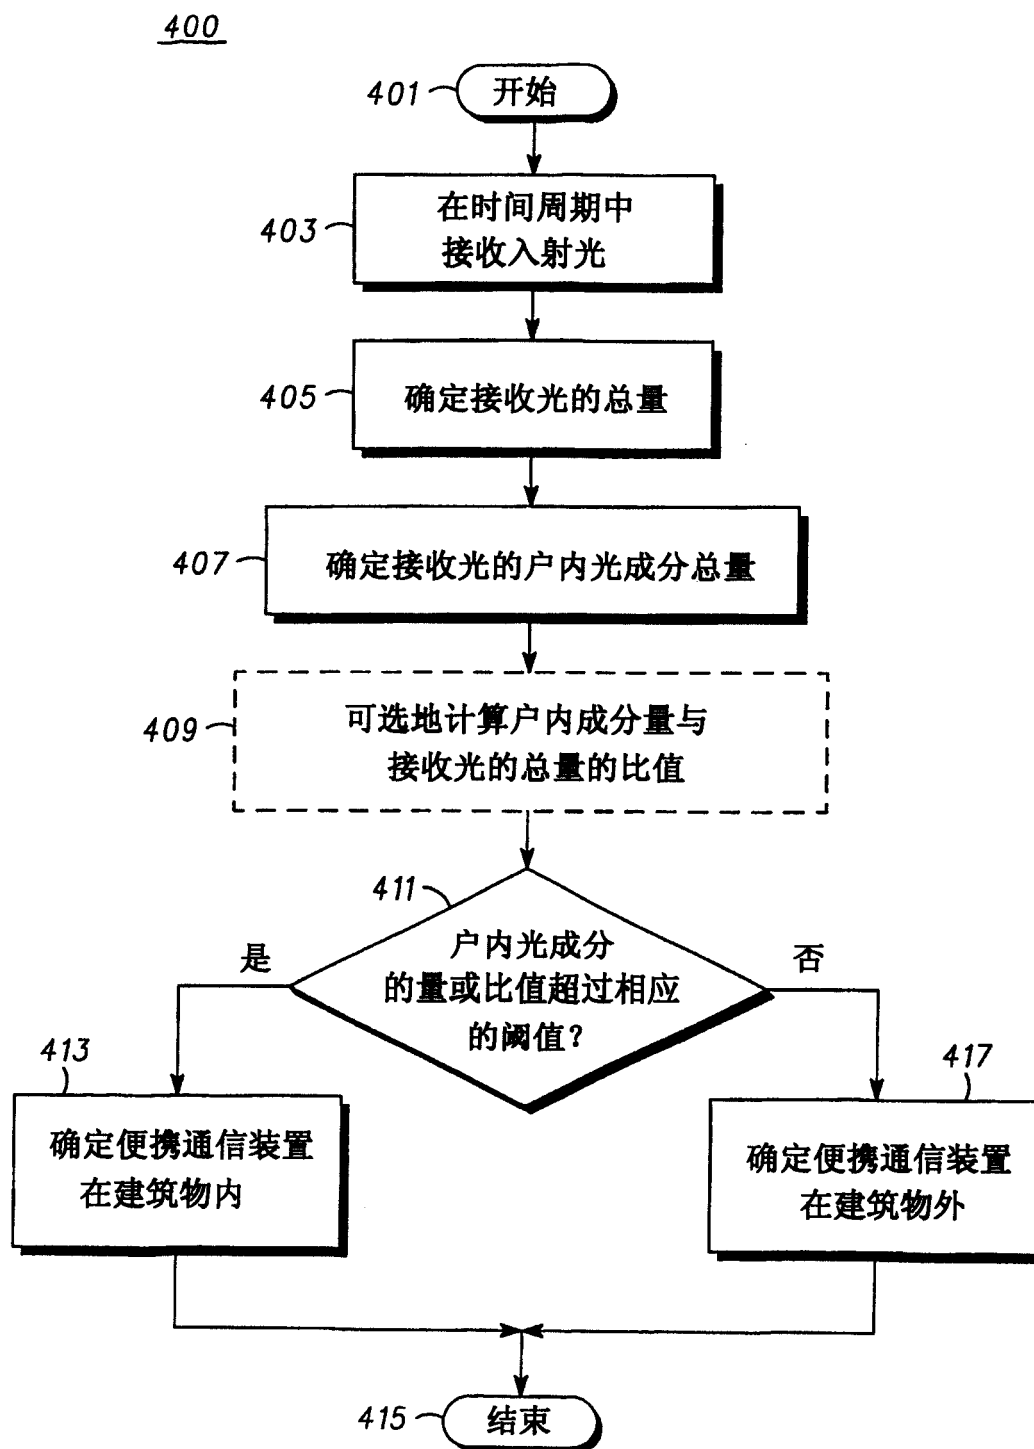 400
401
开始
403
在时间周期中
接收入射光
405
确定接收光的总量
407
确定接收光的户内光成分总量
409
可选地计算户内成分量与
接收光的总量的比值
411
户内光成分
的量或比值超过相应
的阈值？
是
否
413
确定便携通信装置
在建筑物内
417
确定便携通信装置
在建筑物外
415
结束